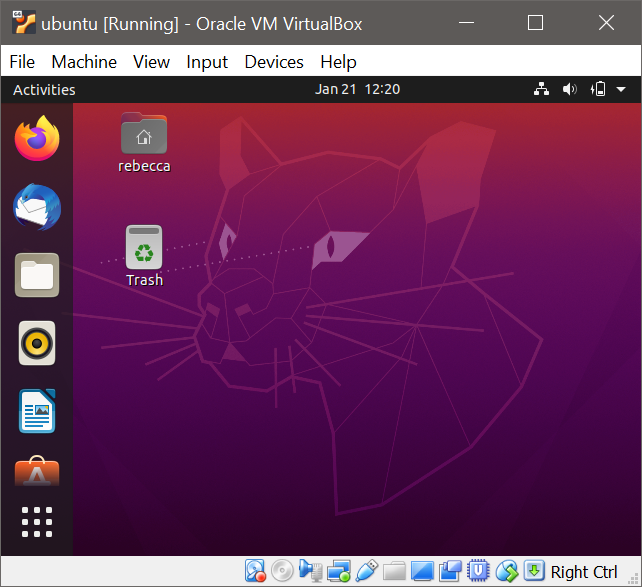 ubuntu [Running] - Oracle VM VirtualBox
File Machine View Input Devices Help
Activities Jan 21 12:20
rebecca
Trash
Right Ctrl